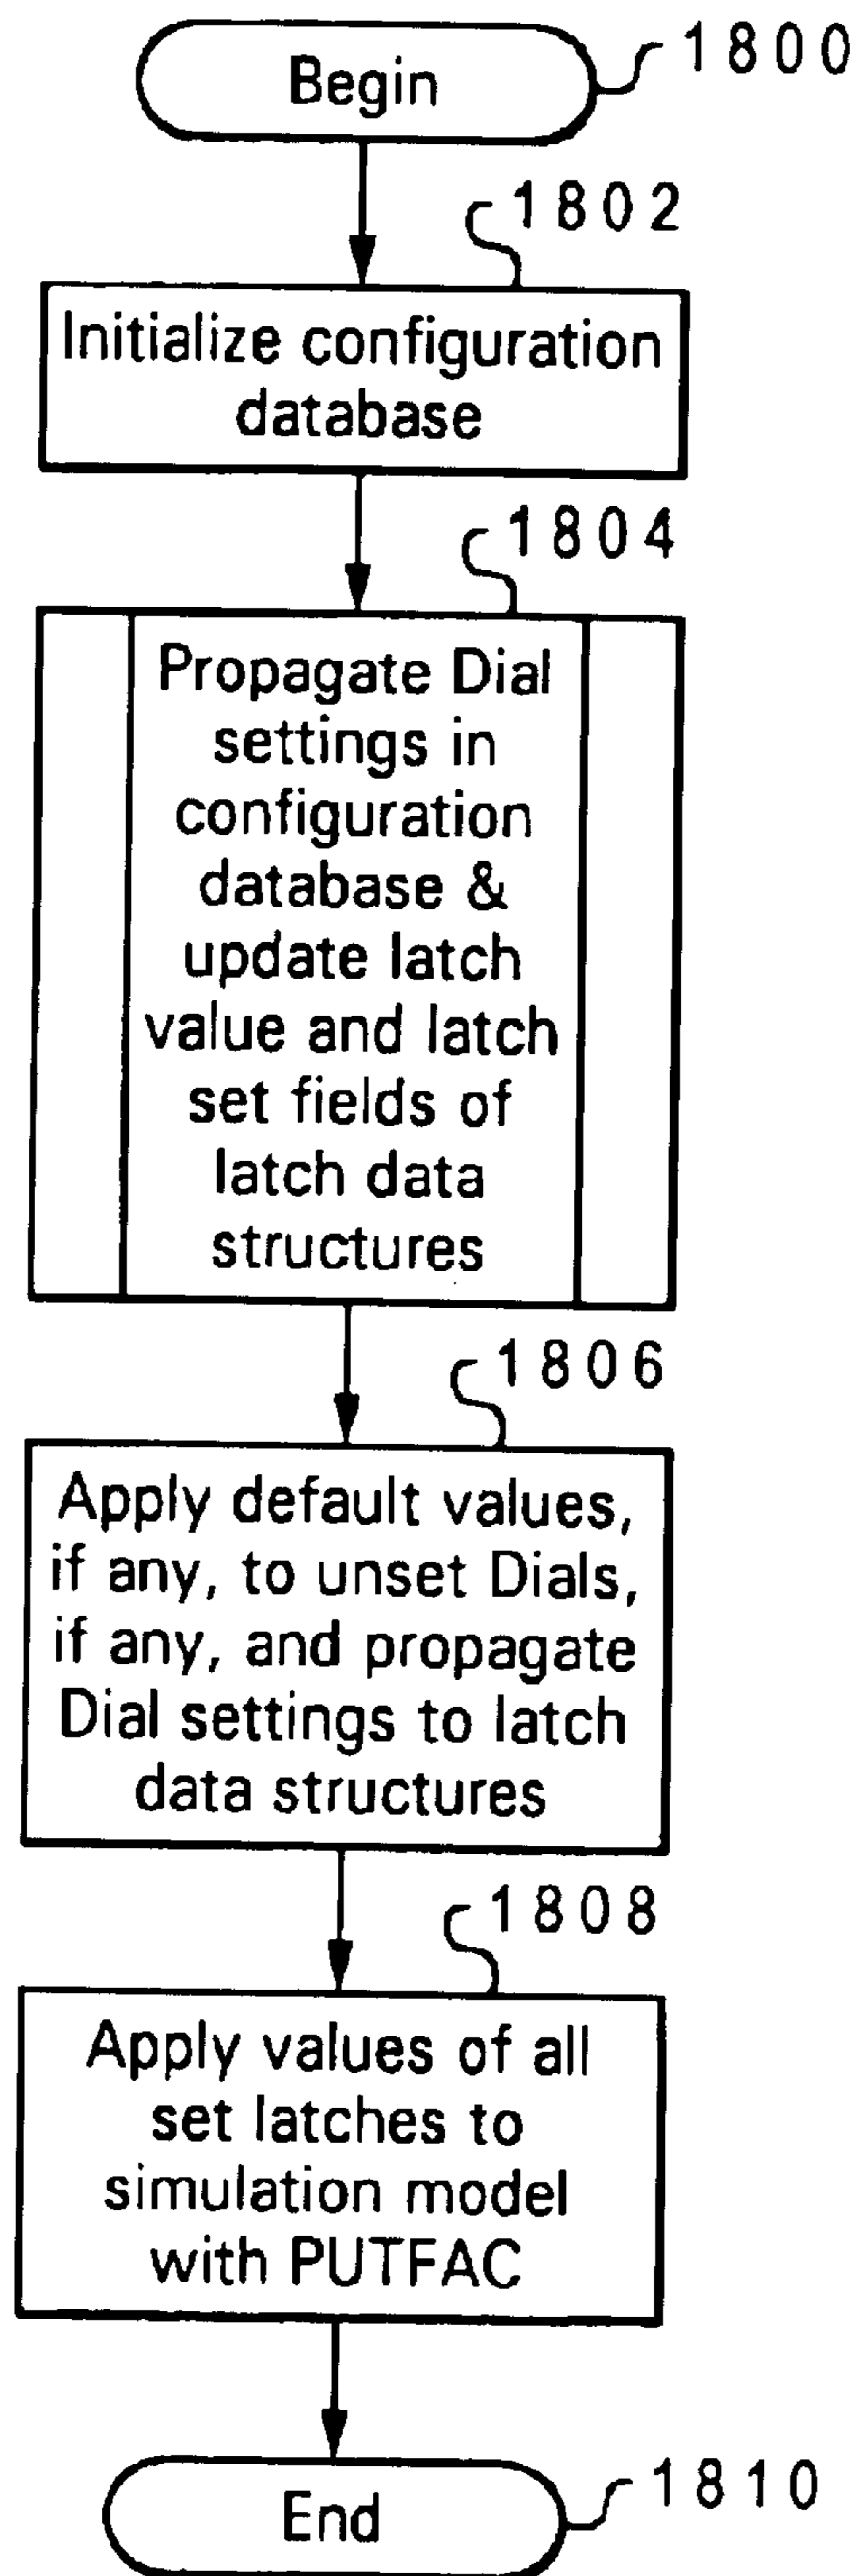 Begin
1800
1802
Initialize configuration
database
1804
Propagate Dial
settings in
configuration
database &
update latch
value and latch
set fields of
latch data
structures
1806
Apply default values,
if any, to unset Dials,
if any, and propagate
Dial settings to latch
data structures
1808
Apply values of all
set latches to
simulation model
with PUTFAC
End
1810